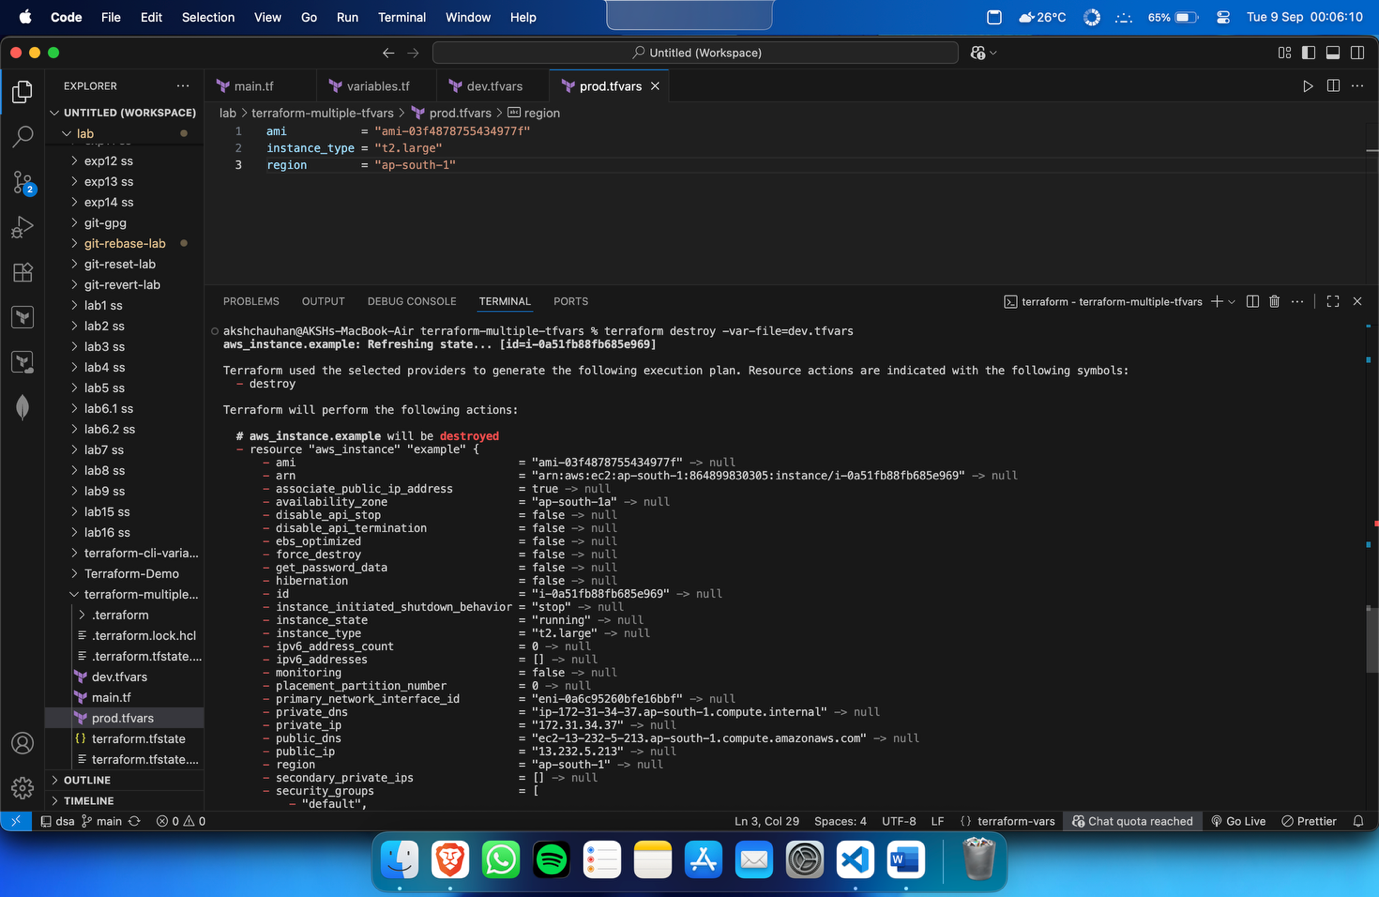 Code File Edit Selection View Go Run Terminal Window Help
26°C 65% Tue 9 Sep 00:06:10
Untitled (Workspace)
EXPLORER
UNTITLED (WORKSPACE)
lab
exp12 ss
exp13 ss
exp14 ss
git-gpg
git-rebase-lab
git-reset-lab
git-revert-lab
lab1 ss
lab2 ss
lab3 ss
lab4 ss
lab5 ss
lab6.1 ss
lab6.2 ss
lab7 ss
lab8 ss
lab9 ss
lab15 ss
lab16 ss
terraform-cli-varia...
Terraform-Demo
terraform-multiple...
.terraform
.terraform.lock.hcl
.terraform.tfstate....
dev.tfvars
main.tf
prod.tfvars
{} terraform.tfstate
terraform.tfstate....
OUTLINE
TIMELINE
2
main.tf variables.tf dev.tfvars prod.tfvars
lab > terraform-multiple-tfvars > prod.tfvars > region
1 ami = "ami-03f4878755434977f"
2 instance_type = "t2.large"
3 region = "ap-south-1"
PROBLEMS OUTPUT DEBUG CONSOLE TERMINAL PORTS
terraform - terraform-multiple-tfvars
akshchauhan@AKSHs-MacBook-Air terraform-multiple-tfvars % terraform destroy -var-file=dev.tfvars
aws_instance.example: Refreshing state... [id=i-0a51fb88fb685e969]
Terraform used the selected providers to generate the following execution plan. Resource actions are indicated with the following symbols:
- destroy
Terraform will perform the following actions:
# aws_instance.example will be destroyed
- resource "aws_instance" "example" {
- ami = "ami-03f4878755434977f" -> null
- arn = "arn:aws:ec2:ap-south-1:864899830305:instance/i-0a51fb88fb685e969" -> null
- associate_public_ip_address = true -> null
- availability_zone = "ap-south-1a" -> null
- disable_api_stop = false -> null
- disable_api_termination = false -> null
- ebs_optimized = false -> null
- force_destroy = false -> null
- get_password_data = false -> null
- hibernation = false -> null
- id = "i-0a51fb88fb685e969" -> null
- instance_initiated_shutdown_behavior = "stop" -> null
- instance_state = "running" -> null
- instance_type = "t2.large" -> null
- ipv6_address_count = 0 -> null
- ipv6_addresses = [] -> null
- monitoring = false -> null
- placement_partition_number = 0 -> null
- primary_network_interface_id = "eni-0a6c95260bfe16bbf" -> null
- private_dns = "ip-172-31-34-37.ap-south-1.compute.internal" -> null
- private_ip = "172.31.34.37" -> null
- public_dns = "ec2-13-232-5-213.ap-south-1.compute.amazonaws.com" -> null
- public_ip = "13.232.5.213" -> null
- region = "ap-south-1" -> null
- secondary_private_ips = [] -> null
- security_groups = [
- "default",
dsa main 0 0 Ln 3, Col 29 Spaces: 4 UTF-8 LF {} terraform-vars Chat quota reached Go Live Prettier